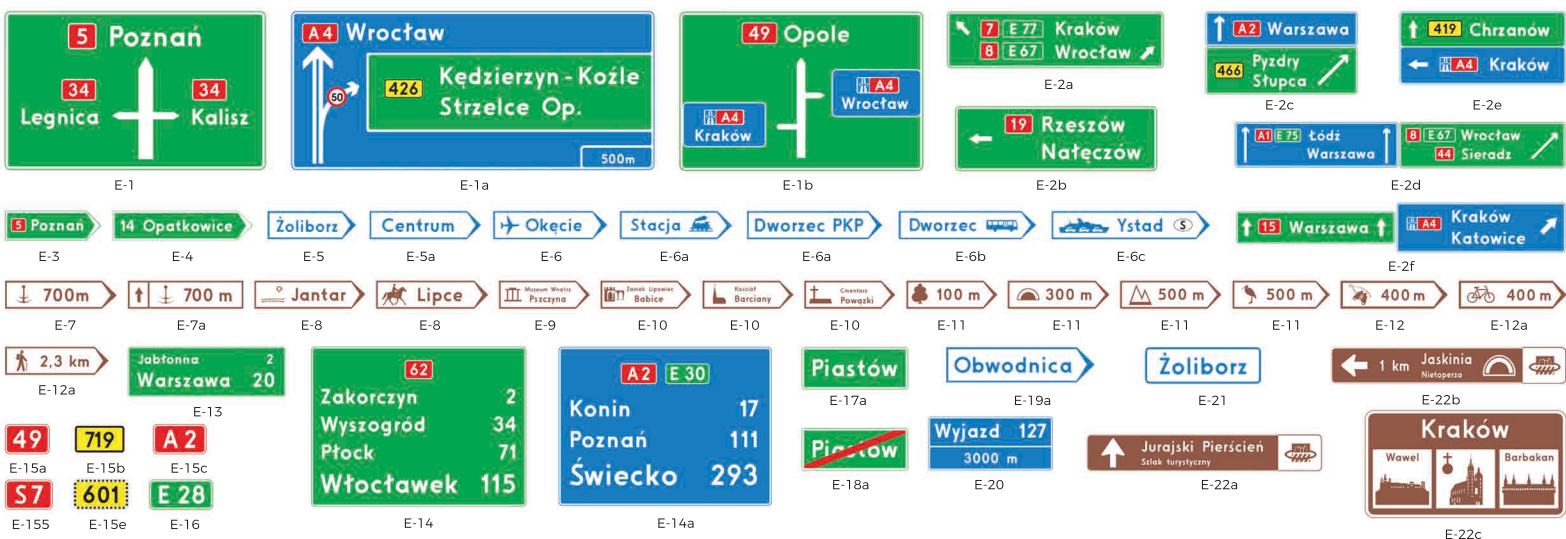 5 Poznań
34 34
Legnica Kalisz
E-1
A 4 Wrocław
50
426
Kędzierzyn - Koźle
Strzelce Op.
500m
E-1a
49 Opole
A4
Wrocław
A4
Kraków
E-1b
7 E 77 Kraków
8 E 67 Wrocław
E-2a
19 Rzeszów
Nałęczów
E-2b
A2 Warszawa
466 Pyzdry
Słupca
E-2c
419 Chrzanów
A4 Kraków
E-2e
A1 E 75 Łódź
Warszawa
8 E 67 Wrocław
44 Sieradz
E-2d
5 Poznań
E-3
14 Opatkowice
E-4
Żoliborz
E-5
Centrum
E-5a
Okęcie
E-6
Stacja
E-6a
Dworzec PKP
E-6a
Dworzec
E-6b
Ystad S
E-6c
15 Warszawa
A4 Kraków
Katowice
E-2f
700m
E-7
700 m
E-7a
Jantar
E-8
Lipce
E-8
Museum Wnętrz
Pszczyna
E-9
Zamek Lipowiec
Babice
E-10
Kościół
Barciany
E-10
Cmentarz
Powązki
E-10
100 m
E-11
300 m
E-11
500 m
E-11
500 m
E-11
400 m
E-12
400 m
E-12a
2,3 km
E-12a
Jabłonna 2
Warszawa 20
E-13
62
Zakorczyn 2
Wyszogród 34
Płock 71
Włocławek 115
E-14
A 2 E 30
Konin 17
Poznań 111
Świecko 293
E-14a
Piastów
E-17a
Obwodnica
E-19a
Żoliborz
E-21
1 km Jaskinia
Nietoperza
E-22b
49
E-15a
719
E-15b
A 2
E-15c
S 7
E-155
601
E-15e
E 28
E-16
Piastów
E-18a
Wyjazd 127
3000 m
E-20
Jurajski Pierścień
Szlak turystyczny
E-22a
Kraków
Wawel Barbakan
E-22c